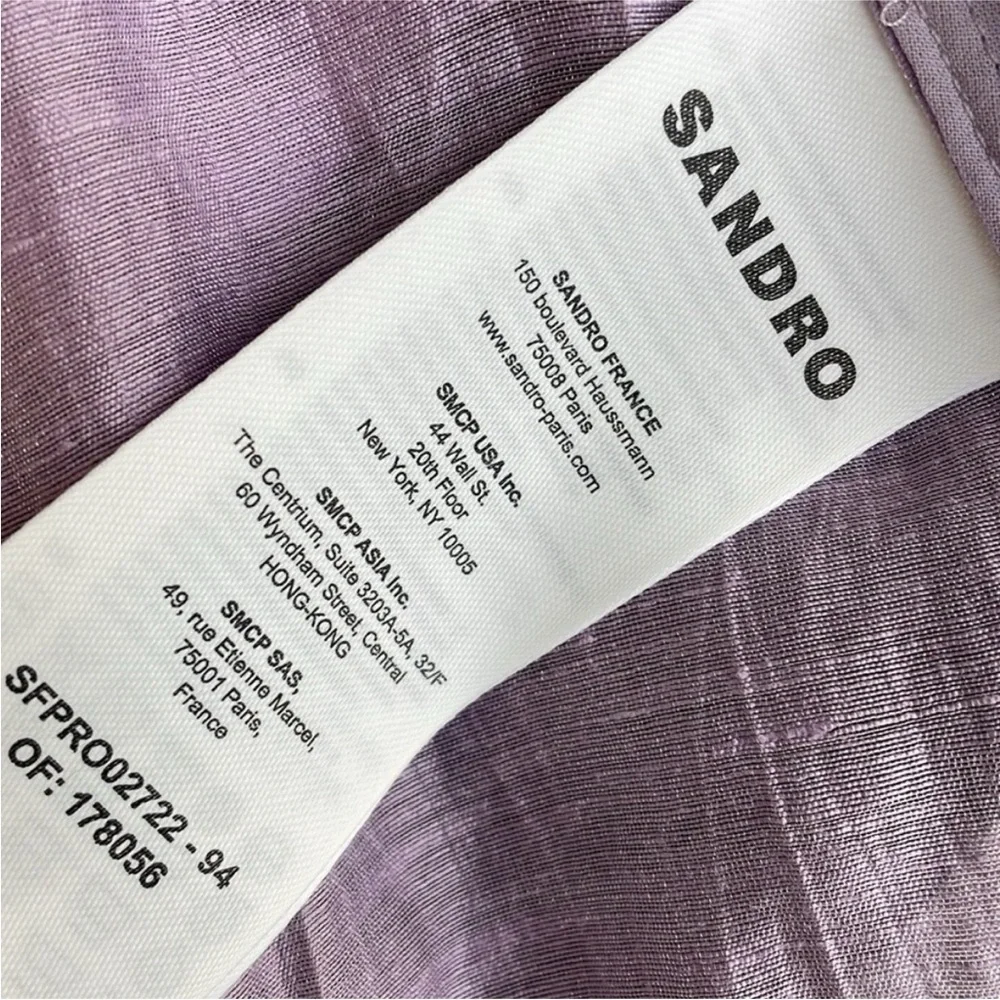 SANDRO
SANDRO FRANCE
150 boulevard Haussmann
75008 Paris
www.sandro-paris.com
SMCP USA Inc.
44 Wall St.
20th Floor
New York, NY 10005
SMCP ASIA Inc.
The Centrium, Suite 3203A-5A, 32/F
60 Wyndham Street, Central
HONG-KONG
SMCP SAS,
49, rue Etienne Marcel,
75001 Paris,
France
SFPRO02722 - 94
OF: 178056